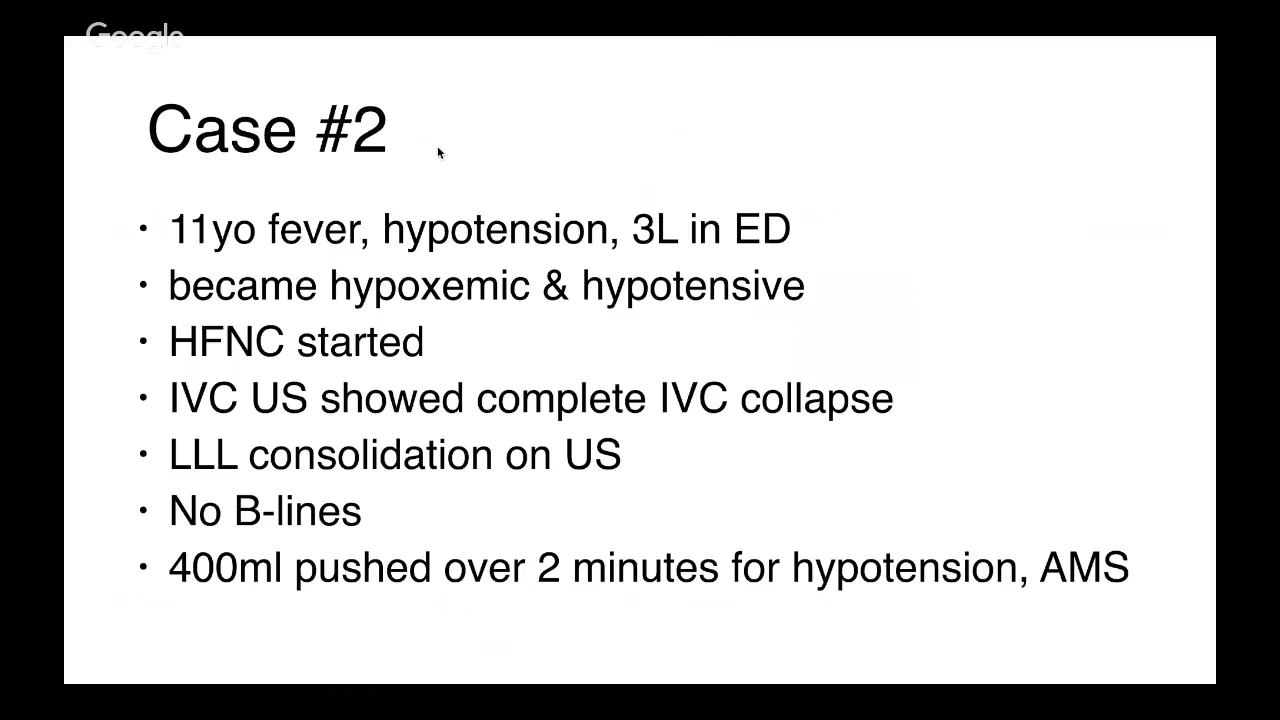 Google
Case #2
• 11yo fever, hypotension, 3L in ED
• became hypoxemic & hypotensive
• HFNC started
• IVC US showed complete IVC collapse
• LLL consolidation on US
• No B-lines
• 400ml pushed over 2 minutes for hypotension, AMS